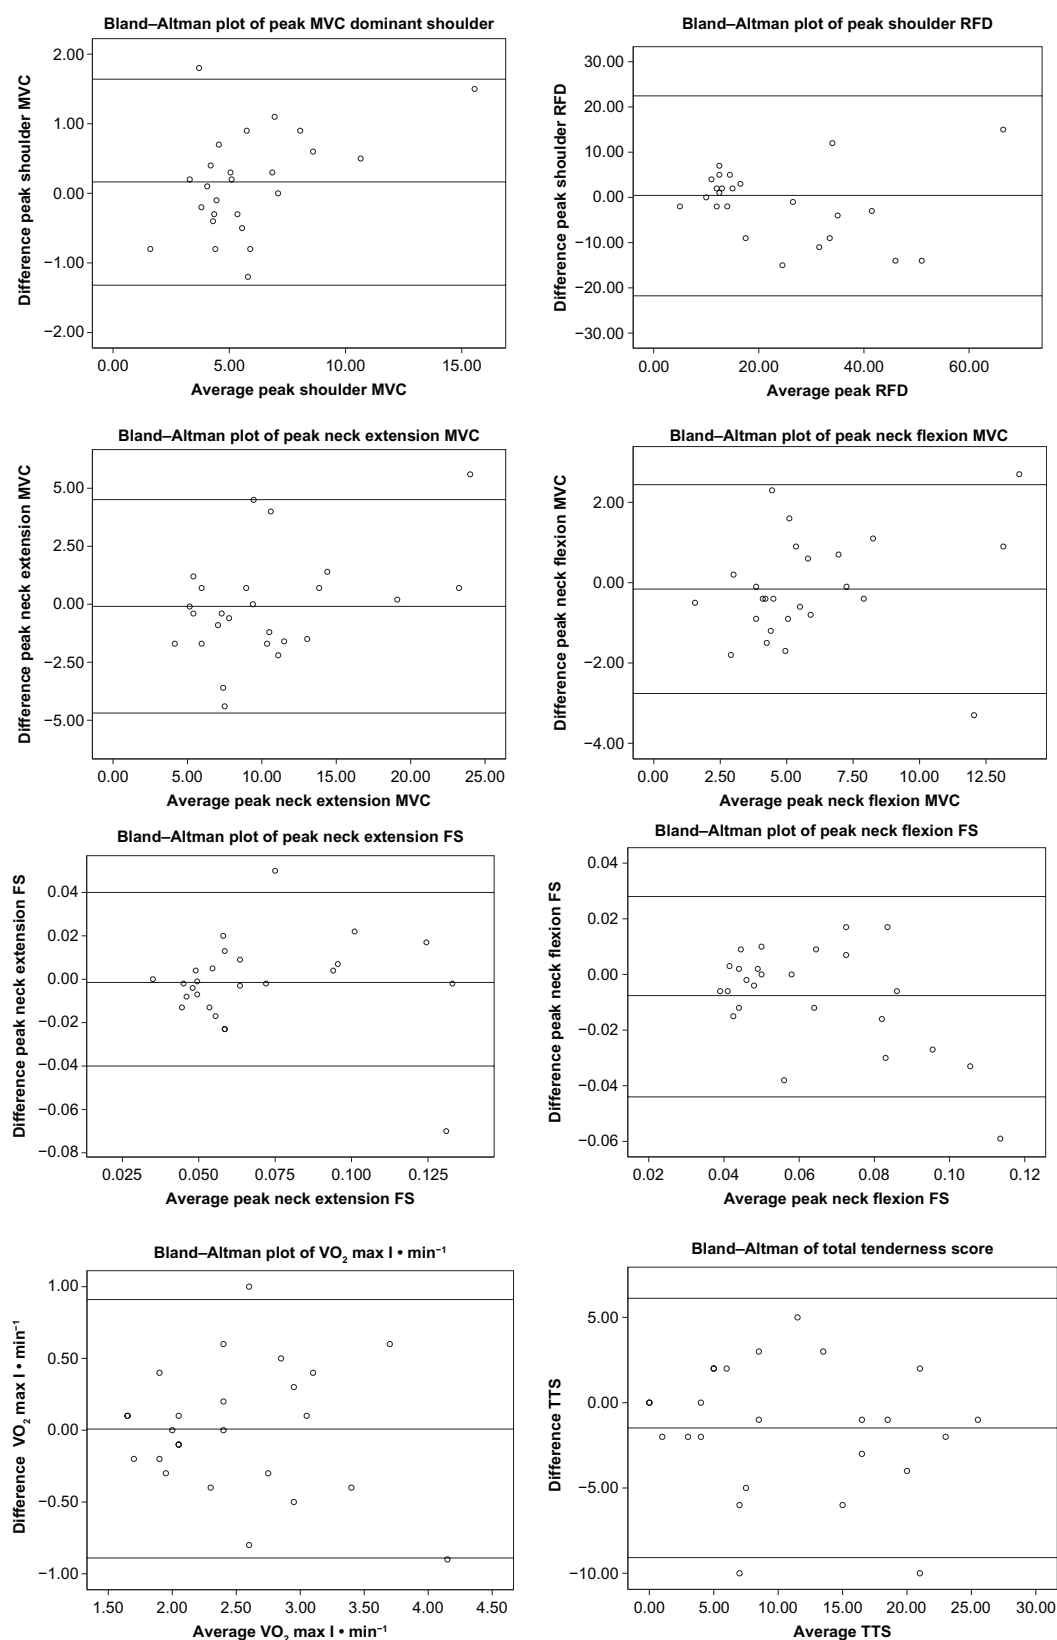 Bland–Altman plot of peak MVC dominant shoulder
Difference peak shoulder MVC
2.00
1.00
0.00
−1.00
−2.00
0.00 5.00 10.00 15.00
Average peak shoulder MVC
Bland–Altman plot of peak shoulder RFD
Difference peak shoulder RFD
30.00
20.00
10.00
0.00
−10.00
−20.00
−30.00
0.00 20.00 40.00 60.00
Average peak RFD
Bland–Altman plot of peak neck extension MVC
Difference peak neck extension MVC
5.00
2.50
0.00
−2.50
−5.00
0.00 5.00 10.00 15.00 20.00 25.00
Average peak neck extension MVC
Bland–Altman plot of peak neck flexion MVC
Difference peak neck flexion MVC
2.00
0.00
−2.00
−4.00
0.00 2.50 5.00 7.50 10.00 12.50
Average peak neck flexion MVC
Bland–Altman plot of peak neck extension FS
Difference peak neck extension FS
0.04
0.02
0.00
−0.02
−0.04
−0.06
−0.08
0.025 0.050 0.075 0.100 0.125
Average peak neck extension FS
Bland–Altman plot of peak neck flexion FS
Difference peak neck flexion FS
0.04
0.02
0.00
−0.02
−0.04
−0.06
0.02 0.04 0.06 0.08 0.10 0.12
Average peak neck flexion FS
Bland–Altman plot of VO₂ max l • min⁻¹
Difference VO₂ max l • min⁻¹
1.00
0.50
0.00
−0.50
−1.00
1.50 2.00 2.50 3.00 3.50 4.00 4.50
Average VO₂ max l • min⁻¹
Bland–Altman of total tenderness score
Difference TTS
5.00
0.00
−5.00
−10.00
0.00 5.00 10.00 15.00 20.00 25.00 30.00
Average TTS